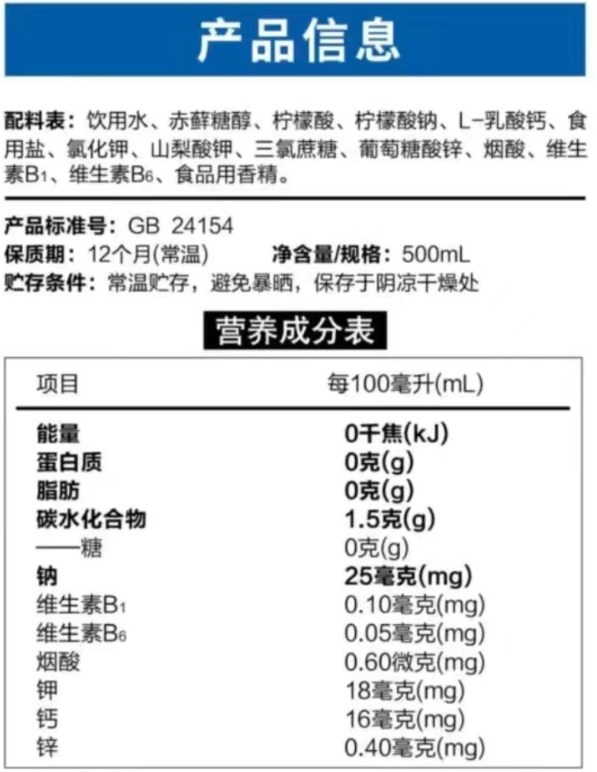 产品信息
配料表：饮用水、赤藓糖醇、柠檬酸、柠檬酸钠、L-乳酸钙、食
用盐、氯化钾、山梨酸钾、三氯蔗糖、葡萄糖酸锌、烟酸、维生
素B1、维生素B6、食品用香精。
产品标准号：GB 24154
保质期：12个月(常温) 净含量/规格：500mL
贮存条件：常温贮存，避免暴晒，保存于阴凉干燥处
营养成分表
项目 每100毫升(mL)
能量 0千焦(kJ)
蛋白质 0克(g)
脂肪 0克(g)
碳水化合物 1.5克(g)
——糖 0克(g)
钠 25毫克(mg)
维生素B1 0.10毫克(mg)
维生素B6 0.05毫克(mg)
烟酸 0.60微克(mg)
钾 18毫克(mg)
钙 16毫克(mg)
锌 0.40毫克(mg)